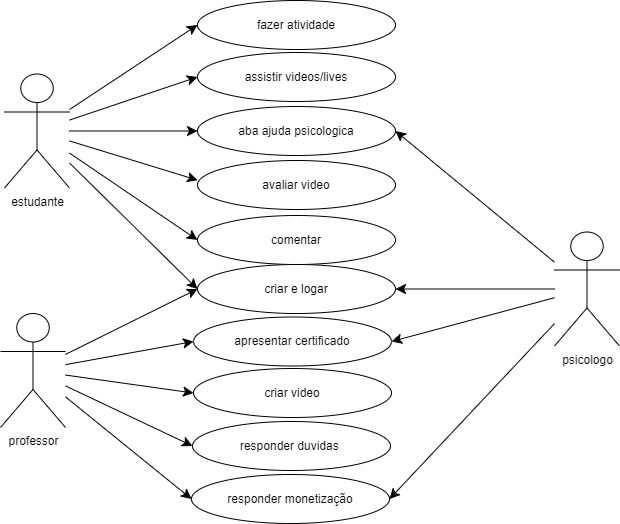 fazer atividade
assistir videos/lives
aba ajuda psicologica
estudante
avaliar video
comentar
criar e logar
apresentar certificado
psicologo
criar video
professor
responder duvidas
responder monetização